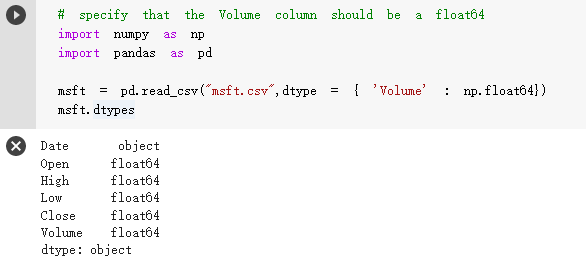 # specify that the Volume column should be a float64
import numpy as np
import pandas as pd
msft = pd.read_csv("msft.csv",dtype = { 'Volume' : np.float64})
msft.dtypes
Date object
Open float64
High float64
Low float64
Close float64
Volume float64
dtype: object